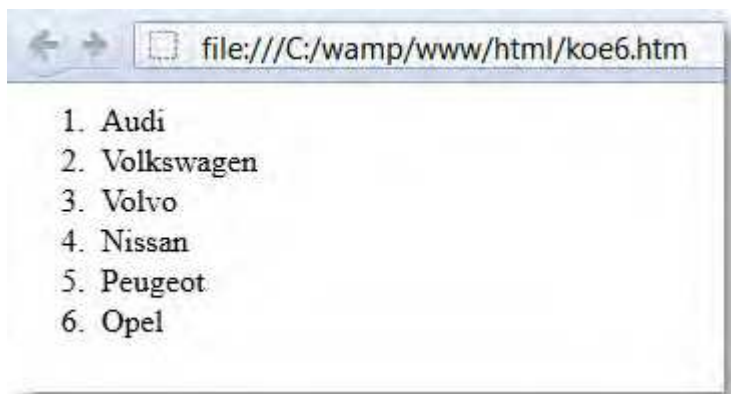 file:///C:/wamp/www/html/koe6.htm
1. Audi
2. Volkswagen
3. Volvo
4. Nissan
5. Peugeot
6. Opel